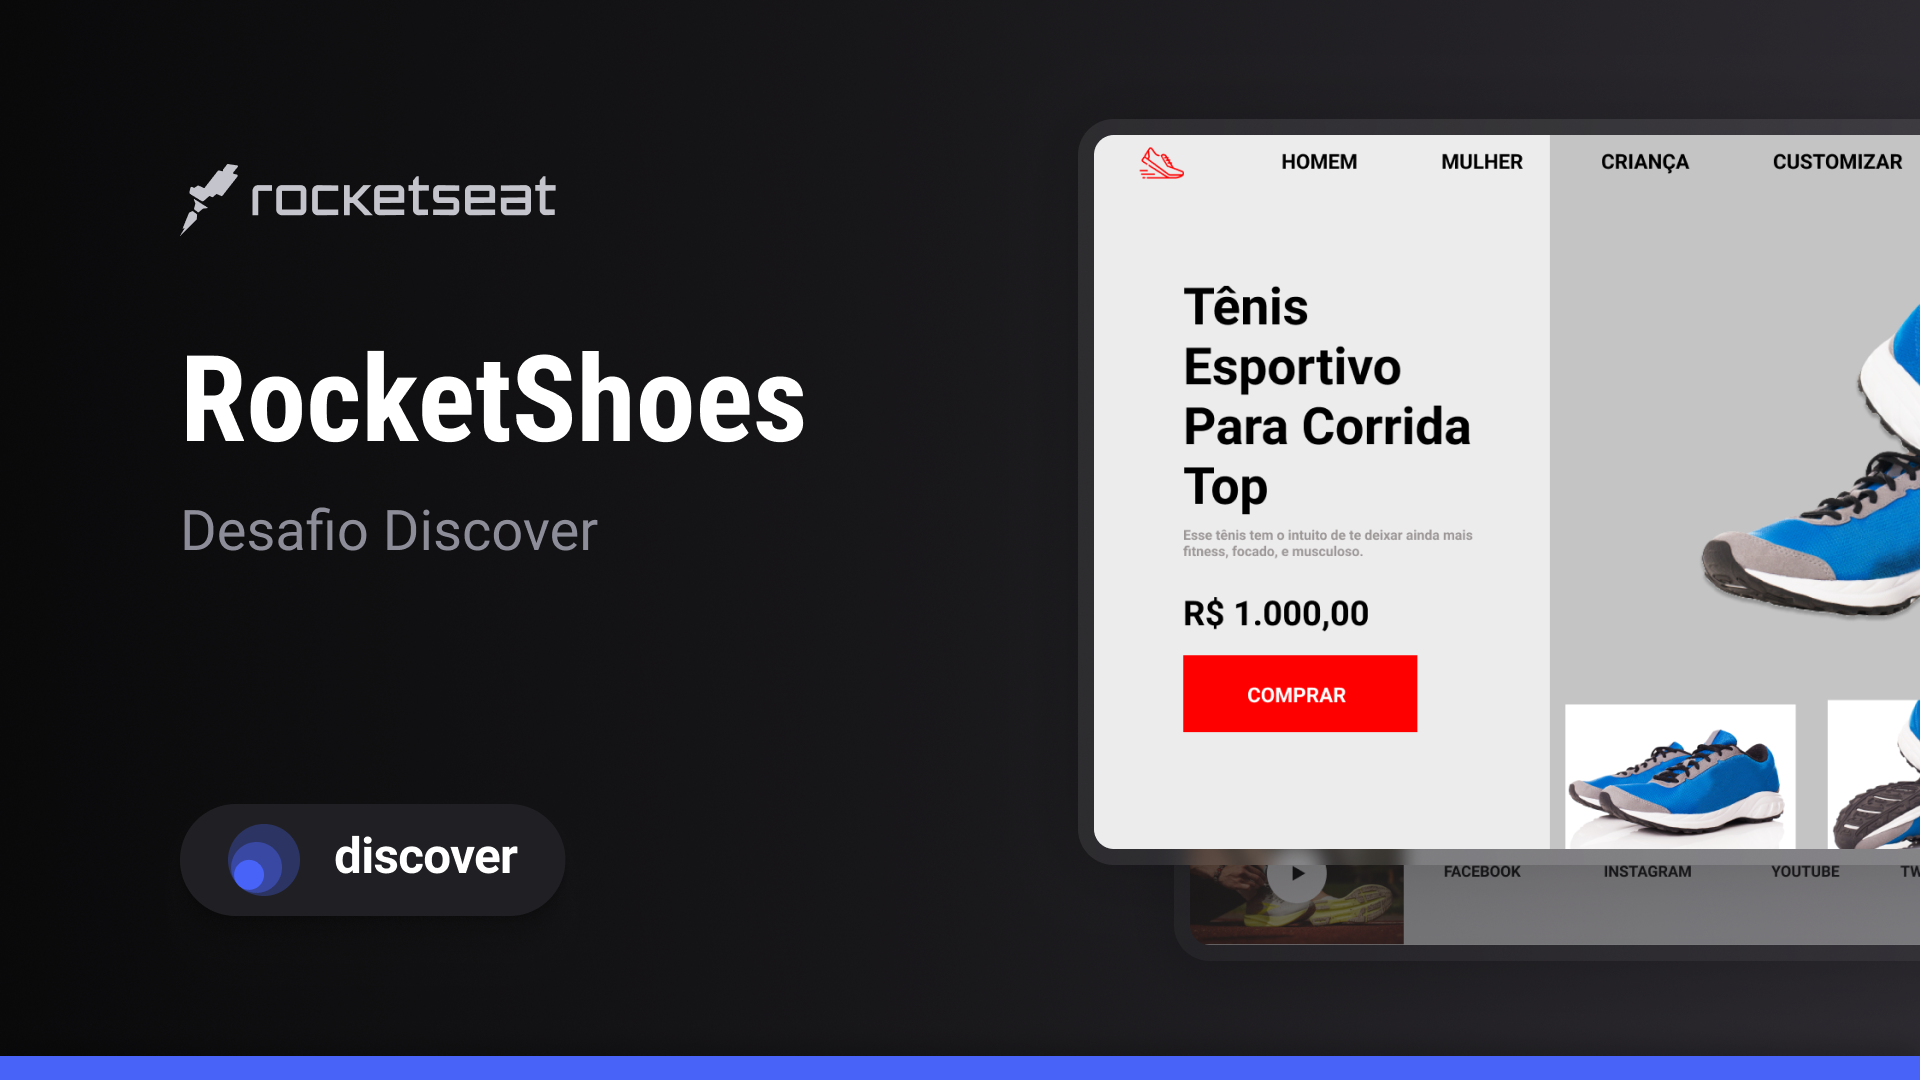 rocketseat
RocketShoes
Desafio Discover
discover
HOMEM
MULHER
CRIANÇA
CUSTOMIZAR
Tênis
Esportivo
Para Corrida
Top
Esse tênis tem o intuito de te deixar ainda mais
fitness, focado, e musculoso.
R$ 1.000,00
COMPRAR
FACEBOOK
INSTAGRAM
YOUTUBE
TW